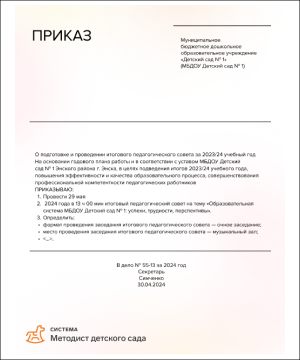 ПРИКАЗ
Муниципальное
бюджетное дошкольное
образовательное учреждение
«Детский сад № 1»
(МБДОУ Детский сад № 1)
О подготовке и проведении итогового педагогического совета за 2023/24 учебный год
На основании годового плана работы и в соответствии с уставом МБДОУ Детский
сад № 1 Энского района г. Энска, в целях подведения итогов 2023/24 учебного года,
повышения эффективности и качества образовательного процесса, совершенствования
профессиональной компетентности педагогических работников
ПРИКАЗЫВАЮ:
1. Провести 29 мая
2. 2024 года в 13 ч 00 мин итоговый педагогический совет на тему «Образовательная
система МБДОУ Детский сад № 1: успехи, трудности, перспективы».
3. Определить:
• формат проведения заседания итогового педагогического совета — очное заседание;
• место проведения заседания итогового педагогического совета — музыкальный зал;
• <...>.
В дело № 55-13 за 2024 год
Секретарь
Симченко
30.04.2024
СИСТЕМА
Методист детского сада